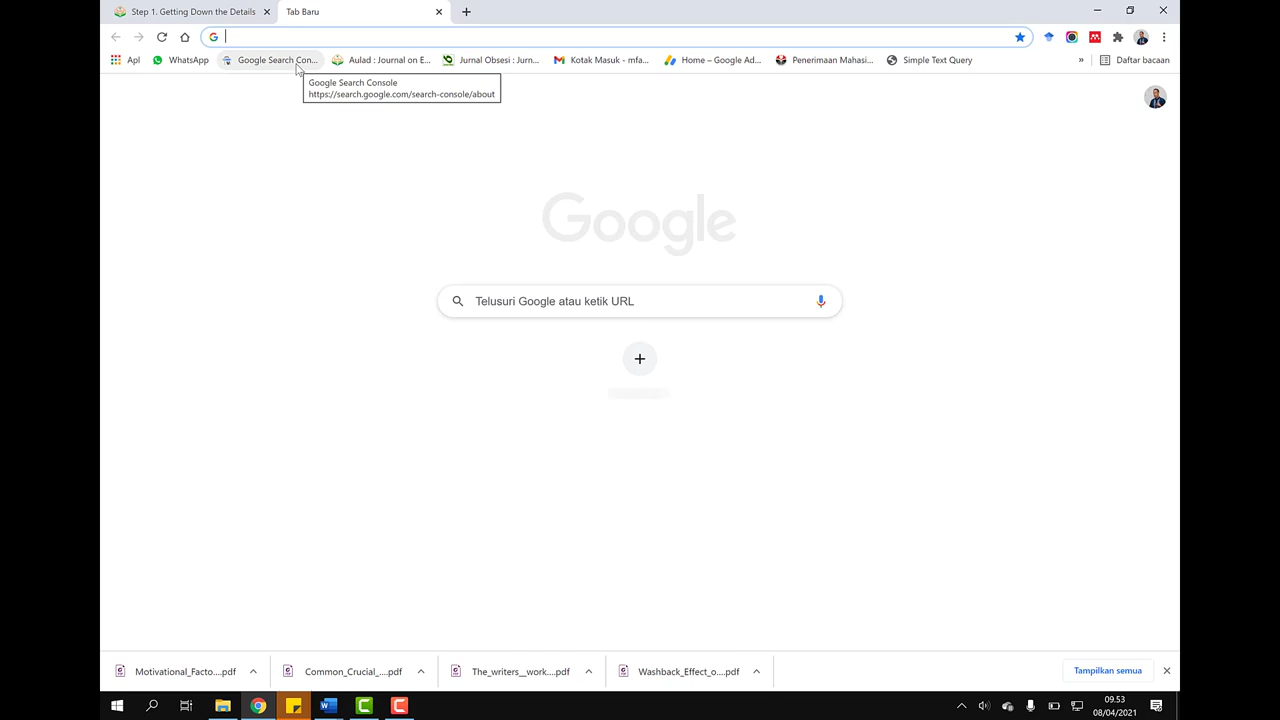 Step 1. Getting Down the Details
Tab Baru
Apl
WhatsApp
Google Search Con...
Aulad : Journal on E...
Jurnal Obsesi : Jurn...
Kotak Masuk - mfa...
Home – Google Ad...
Penerimaan Mahasi...
Simple Text Query
»
Daftar bacaan
Google Search Console
https://search.google.com/search-console/about
Google
Telusuri Google atau ketik URL
Motivational_Facto....pdf
Common_Crucial_....pdf
The_writers__work....pdf
Washback_Effect_o....pdf
Tampilkan semua
09.53
08/04/2021